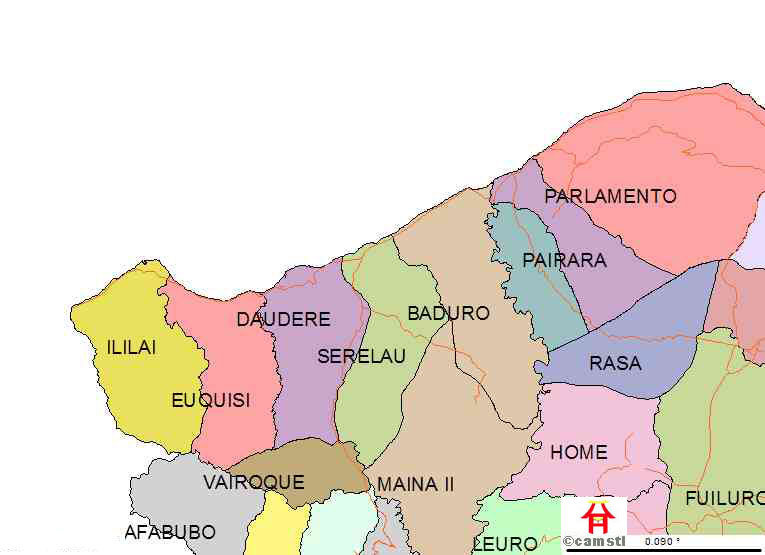 PARLAMENTO
PAIRARA
BADURO
DAUDERE
ILILAI
SERELAU
RASA
EUQUISI
HOME
VAIROQUE
MAINA II
FUILURO
AFABUBO
LEURO
©camstl 0.090 °